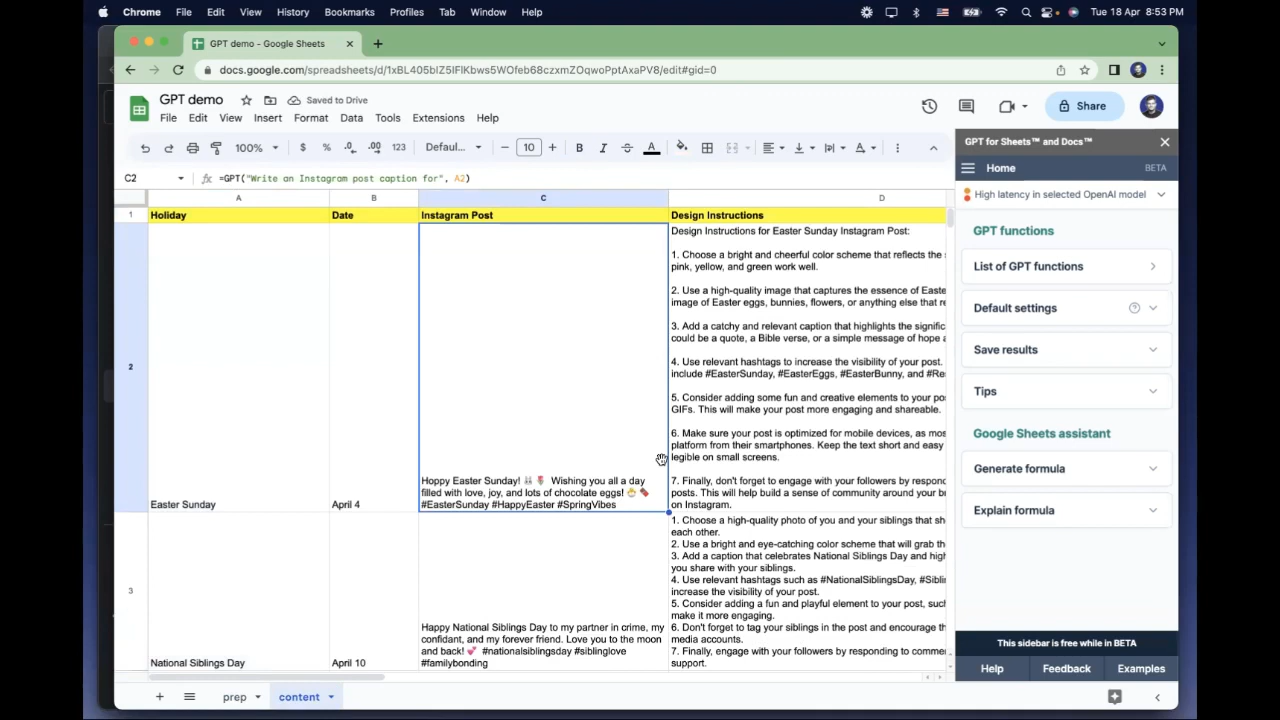 Chrome File Edit View History Bookmarks Profiles Tab Window Help Tue 18 Apr 8:53 PM
GPT demo - Google Sheets
docs.google.com/spreadsheets/d/1xBL405bIZ5IFlKbws5WOfeb68czxmZOqwoPptAxaPV8/edit#gid=0
GPT demo Saved to Drive
File Edit View Insert Format Data Tools Extensions Help
Share
100% $ % .0 .00 123 Defaul... 10 B I A
C2 fx =GPT("Write an Instagram post caption for", A2)
A B C D
1 Holiday Date Instagram Post Design Instructions
Design Instructions for Easter Sunday Instagram Post:
1. Choose a bright and cheerful color scheme that reflects the s
pink, yellow, and green work well.
2. Use a high-quality image that captures the essence of Easte
image of Easter eggs, bunnies, flowers, or anything else that re
3. Add a catchy and relevant caption that highlights the signific
could be a quote, a Bible verse, or a simple message of hope a
2
4. Use relevant hashtags to increase the visibility of your post.
include #EasterSunday, #EasterEggs, #EasterBunny, and #Re
5. Consider adding some fun and creative elements to your po
GIFs. This will make your post more engaging and shareable.
6. Make sure your post is optimized for mobile devices, as mos
platform from their smartphones. Keep the text short and easy
legible on small screens.
7. Finally, don't forget to engage with your followers by respon
posts. This will help build a sense of community around your br
on Instagram.
Hoppy Easter Sunday! 🐰🌷 Wishing you all a day
filled with love, joy, and lots of chocolate eggs! 🐣🍫
#EasterSunday #HappyEaster #SpringVibes
Easter Sunday April 4
1. Choose a high-quality photo of you and your siblings that sh
each other.
2. Use a bright and eye-catching color scheme that will grab th
3. Add a caption that celebrates National Siblings Day and high
you share with your siblings.
4. Use relevant hashtags such as #NationalSiblingsDay, #Siblin
increase the visibility of your post.
5. Consider adding a fun and playful element to your post, suc
make it more engaging.
6. Don't forget to tag your siblings in the post and encourage th
media accounts.
7. Finally, engage with your followers by responding to comme
support.
3
Happy National Siblings Day to my partner in crime, my
confidant, and my forever friend. Love you to the moon
and back! 💕 #nationalsiblingsday #siblinglove
#familybonding
National Siblings Day April 10
prep content
GPT for Sheets™ and Docs™
Home BETA
High latency in selected OpenAI model
GPT functions
List of GPT functions
Default settings
Save results
Tips
Google Sheets assistant
Generate formula
Explain formula
This sidebar is free while in BETA
Help Feedback Examples